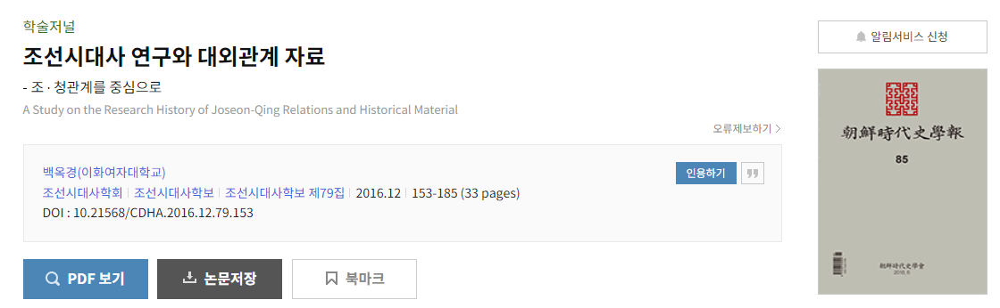 학술저널
조선시대사 연구와 대외관계 자료
- 조 · 청관계를 중심으로
A Study on the Research History of Joseon-Qing Relations and Historical Material
오류제보하기 >
백옥경(이화여자대학교)
인용하기
조선시대사학회 | 조선시대사학보 | 조선시대사학보 제79집 | 2016.12 | 153-185 (33 pages)
DOI : 10.21568/CDHA.2016.12.79.153
PDF 보기
논문저장
북마크
알림서비스 신청
朝鮮時代史學報
85
朝鮮時代史學會
2018. 6